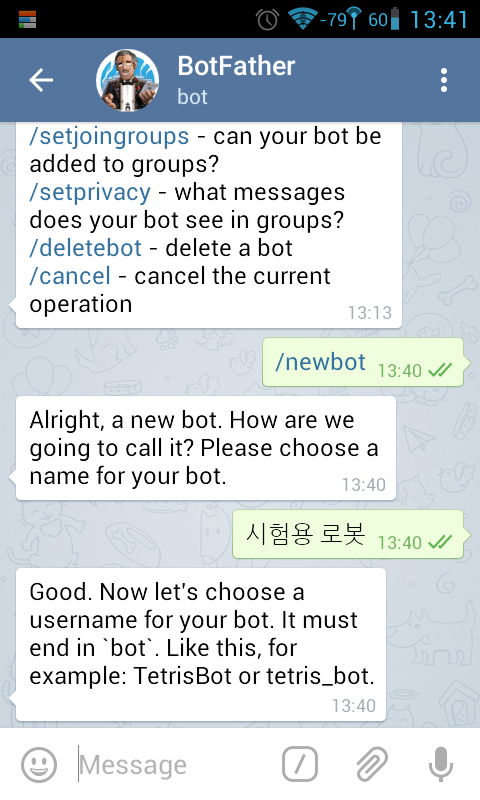 -79 60 13:41
BotFather
bot
/setjoingroups - can your bot be
added to groups?
/setprivacy - what messages
does your bot see in groups?
/deletebot - delete a bot
/cancel - cancel the current
operation
13:13
/newbot 13:40
Alright, a new bot. How are we
going to call it? Please choose a
name for your bot.
13:40
시험용 로봇 13:40
Good. Now let's choose a
username for your bot. It must
end in `bot`. Like this, for
example: TetrisBot or tetris_bot.
13:40
Message